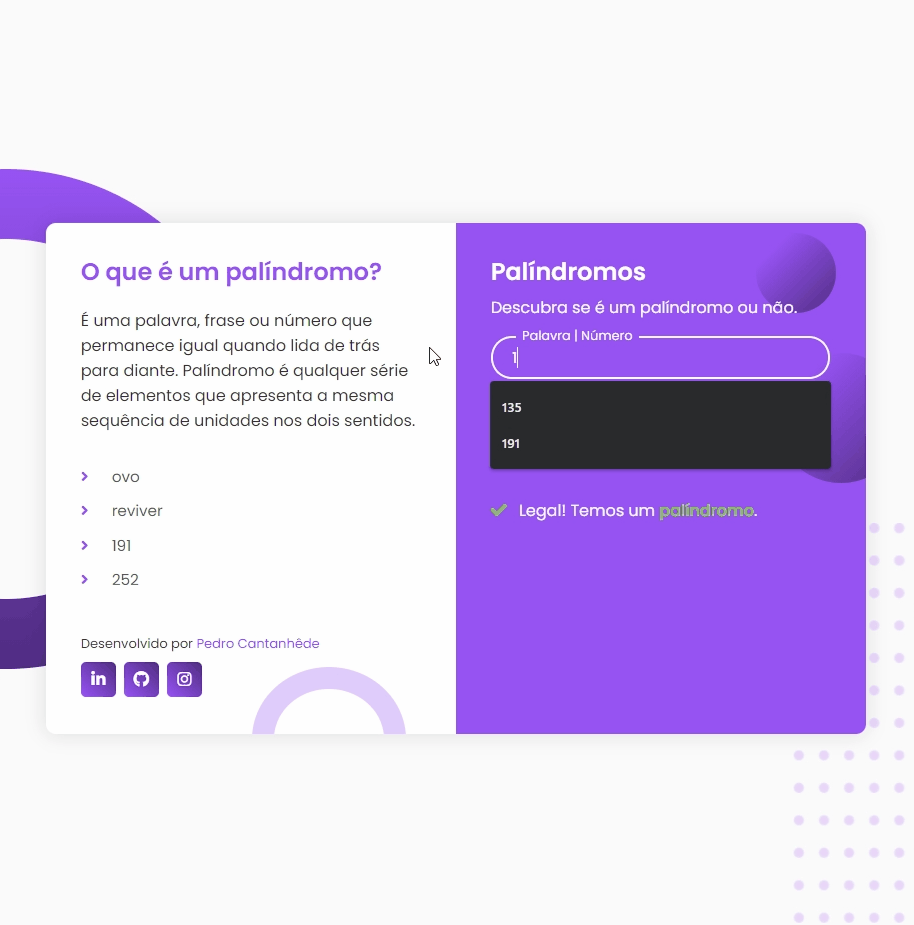 O que é um palíndromo?
É uma palavra, frase ou número que
permanece igual quando lida de trás
para diante. Palíndromo é qualquer série
de elementos que apresenta a mesma
sequência de unidades nos dois sentidos.
ovo
reviver
191
252
Desenvolvido por Pedro Cantanhêde
in
Palíndromos
Descubra se é um palíndromo ou não.
Palavra | Número
1
135
191
Legal! Temos um palíndromo.